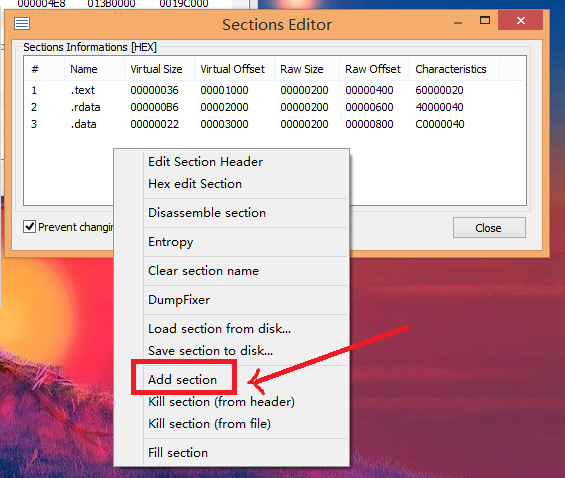 000004E8 013B0000 0019C000
Sections Editor
Sections Informations [HEX]
# Name Virtual Size Virtual Offset Raw Size Raw Offset Characteristics
1 .text 00000036 00001000 00000200 00000400 60000020
2 .rdata 000000B6 00002000 00000200 00000600 40000040
3 .data 00000022 00003000 00000200 00000800 C0000040
Edit Section Header
Hex edit Section
Disassemble section
Prevent changin
Close
Entropy
Clear section name
DumpFixer
Load section from disk...
Save section to disk...
Add section
Kill section (from header)
Kill section (from file)
Fill section